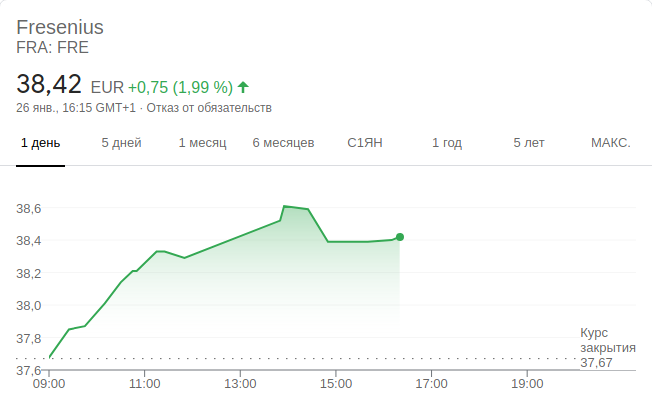 Fresenius
FRA: FRE
38,42 EUR +0,75 (1,99 %)
26 янв., 16:15 GMT+1 · Отказ от обязательств
1 день 5 дней 1 месяц 6 месяцев С1ЯН 1 год 5 лет МАКС.
38,6
38,4
38,2
38,0
37,8
37,6
Курс
закрытия
37,67
09:00 11:00 13:00 15:00 17:00 19:00